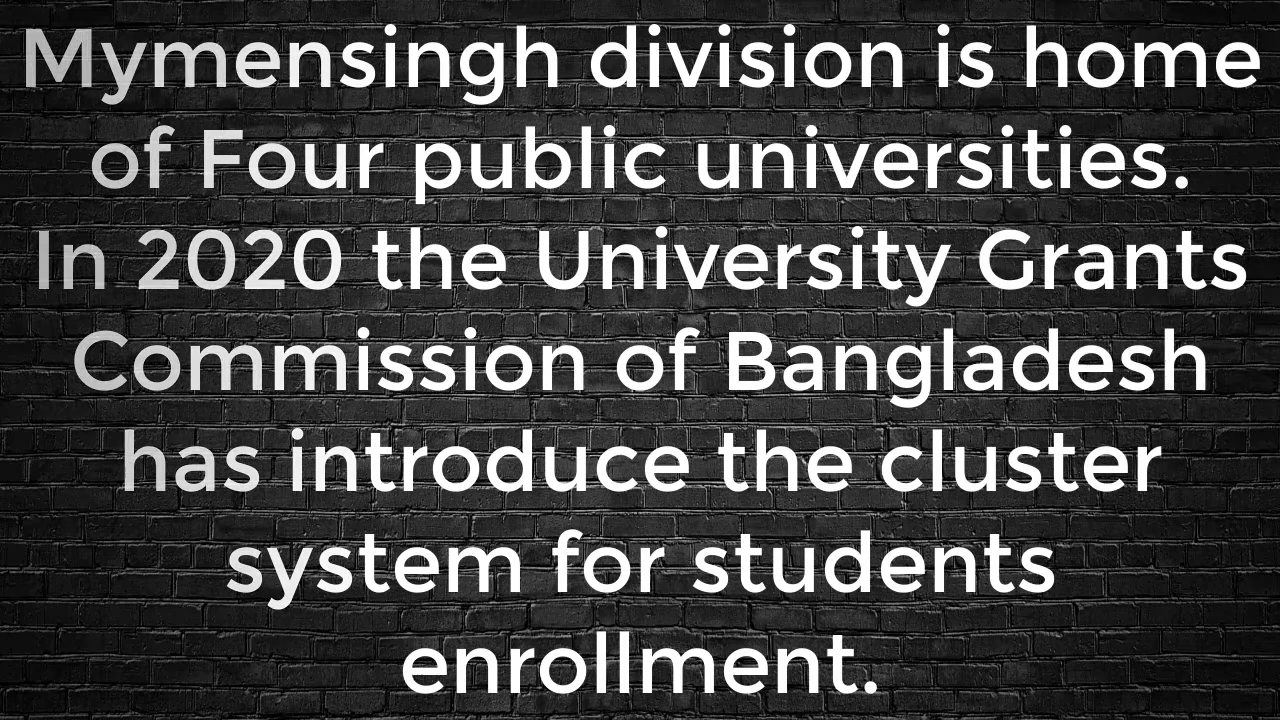 Mymensingh division is home
of Four public universities.
In 2020 the University Grants
Commission of Bangladesh
has introduce the cluster
system for students
enrollment.